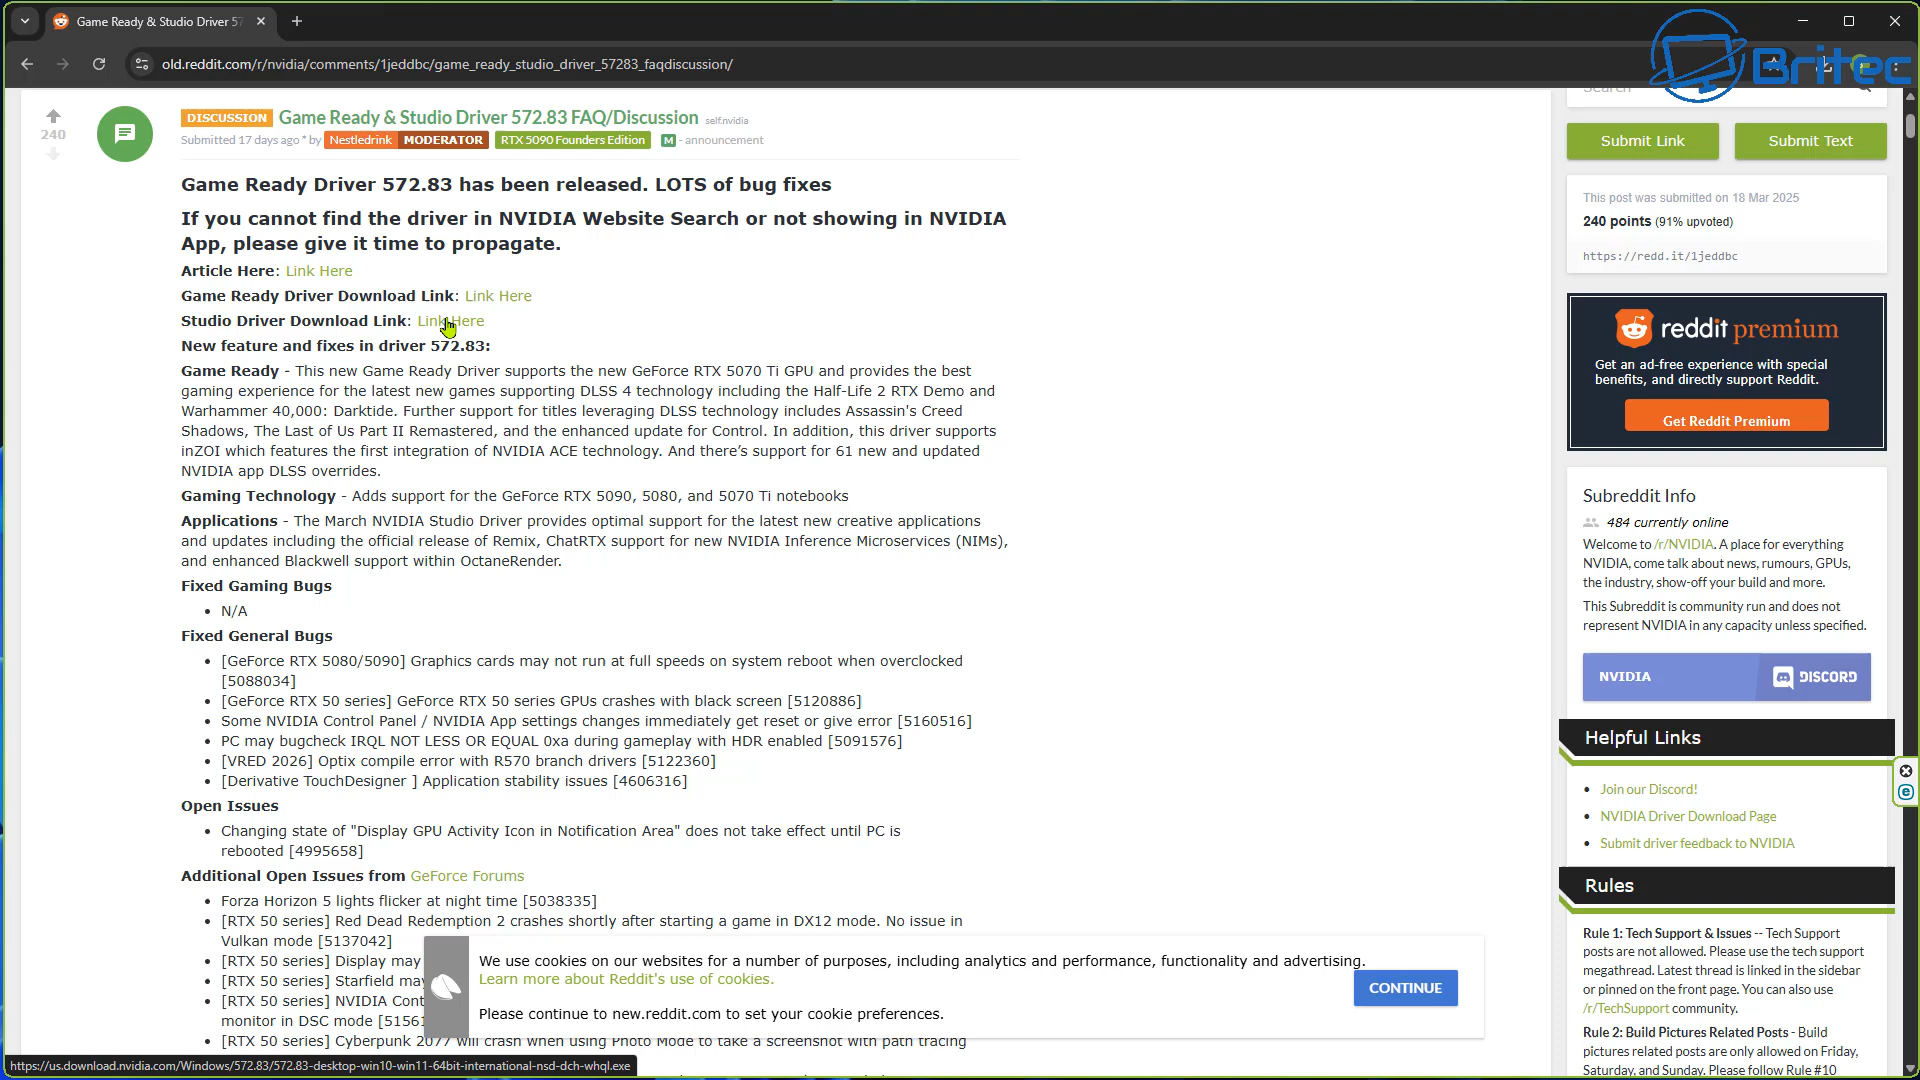 Game Ready & Studio Driver 57
old.reddit.com/r/nvidia/comments/1jeddbc/game_ready_studio_driver_57283_faqdiscussion/
Britec
240
DISCUSSION Game Ready & Studio Driver 572.83 FAQ/Discussion self.nvidia
Submitted 17 days ago * by Nestledrink MODERATOR RTX 5090 Founders Edition M - announcement
Game Ready Driver 572.83 has been released. LOTS of bug fixes
If you cannot find the driver in NVIDIA Website Search or not showing in NVIDIA
App, please give it time to propagate.
Article Here: Link Here
Game Ready Driver Download Link: Link Here
Studio Driver Download Link: Link Here
New feature and fixes in driver 572.83:
Game Ready - This new Game Ready Driver supports the new GeForce RTX 5070 Ti GPU and provides the best
gaming experience for the latest new games supporting DLSS 4 technology including the Half-Life 2 RTX Demo and
Warhammer 40,000: Darktide. Further support for titles leveraging DLSS technology includes Assassin's Creed
Shadows, The Last of Us Part II Remastered, and the enhanced update for Control. In addition, this driver supports
inZOI which features the first integration of NVIDIA ACE technology. And there’s support for 61 new and updated
NVIDIA app DLSS overrides.
Gaming Technology - Adds support for the GeForce RTX 5090, 5080, and 5070 Ti notebooks
Applications - The March NVIDIA Studio Driver provides optimal support for the latest new creative applications
and updates including the official release of Remix, ChatRTX support for new NVIDIA Inference Microservices (NIMs),
and enhanced Blackwell support within OctaneRender.
Fixed Gaming Bugs
• N/A
Fixed General Bugs
• [GeForce RTX 5080/5090] Graphics cards may not run at full speeds on system reboot when overclocked
[5088034]
• [GeForce RTX 50 series] GeForce RTX 50 series GPUs crashes with black screen [5120886]
• Some NVIDIA Control Panel / NVIDIA App settings changes immediately get reset or give error [5160516]
• PC may bugcheck IRQL NOT LESS OR EQUAL 0xa during gameplay with HDR enabled [5091576]
• [VRED 2026] Optix compile error with R570 branch drivers [5122360]
• [Derivative TouchDesigner ] Application stability issues [4606316]
Open Issues
• Changing state of "Display GPU Activity Icon in Notification Area" does not take effect until PC is
rebooted [4995658]
Additional Open Issues from GeForce Forums
• Forza Horizon 5 lights flicker at night time [5038335]
• [RTX 50 series] Red Dead Redemption 2 crashes shortly after starting a game in DX12 mode. No issue in
Vulkan mode [5137042]
• [RTX 50 series] Display may
• [RTX 50 series] Starfield may
• [RTX 50 series] NVIDIA Cont
monitor in DSC mode [5156
• [RTX 50 series] Cyberpunk 2077 will crash when using Photo Mode to take a screenshot with path tracing
We use cookies on our websites for a number of purposes, including analytics and performance, functionality and advertising.
Learn more about Reddit's use of cookies.
Please continue to new.reddit.com to set your cookie preferences.
CONTINUE
https://us.download.nvidia.com/Windows/572.83/572.83-desktop-win10-win11-64bit-international-nsd-dch-whql.exe
Search
Submit Link
Submit Text
This post was submitted on 18 Mar 2025
240 points (91% upvoted)
https://redd.it/1jeddbc
reddit premium
Get an ad-free experience with special
benefits, and directly support Reddit.
Get Reddit Premium
Subreddit Info
484 currently online
Welcome to /r/NVIDIA. A place for everything
NVIDIA, come talk about news, rumours, GPUs,
the industry, show-off your build and more.
This Subreddit is community run and does not
represent NVIDIA in any capacity unless specified.
NVIDIA DISCORD
Helpful Links
• Join our Discord!
• NVIDIA Driver Download Page
• Submit driver feedback to NVIDIA
Rules
Rule 1: Tech Support & Issues -- Tech Support
posts are not allowed. Please use the tech support
megathread. Latest thread is linked in the sidebar
or pinned on the front page. You can also use
/r/TechSupport community.
Rule 2: Build Pictures Related Posts - Build
pictures related posts are only allowed on Friday,
Saturday, and Sunday. Please follow Rule #10